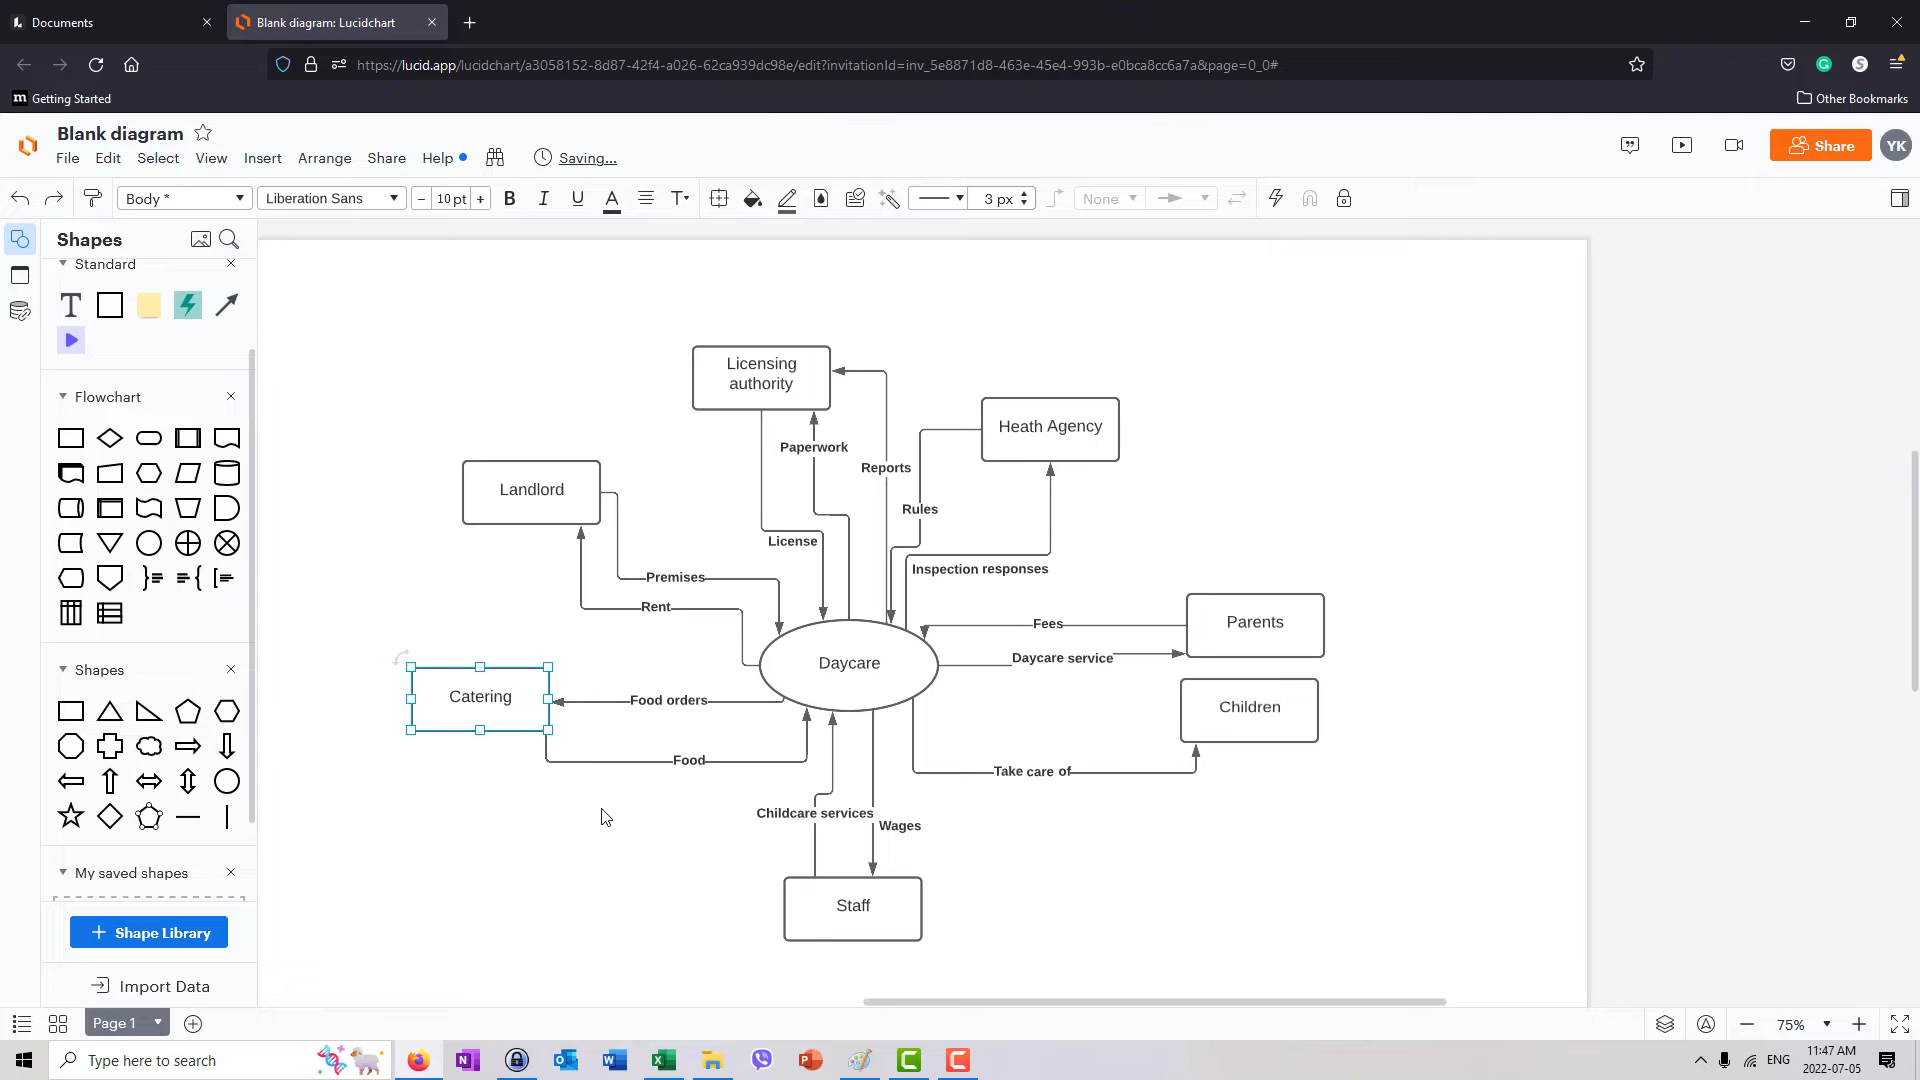 Documents
Blank diagram: Lucidchart
https://lucid.app/lucidchart/a3058152-8d87-42f4-a026-62ca939dc98e/edit?invitationId=inv_5e8871d8-463e-45e4-993b-e0bca8cc6a7a&page=0_0#
Getting Started
Other Bookmarks
Blank diagram
File Edit Select View Insert Arrange Share Help Saving...
Share
YK
Body * Liberation Sans 10 pt 3 px None
Shapes
Standard
Flowchart
Shapes
My saved shapes
Shape Library
Import Data
Licensing
authority
Heath Agency
Paperwork
Reports
Landlord
Rules
License
Inspection responses
Premises
Rent
Fees
Parents
Daycare
Daycare service
Catering
Food orders
Children
Food
Take care of
Childcare services
Wages
Staff
Page 1
75%
Type here to search
ENG
11:47 AM
2022-07-05